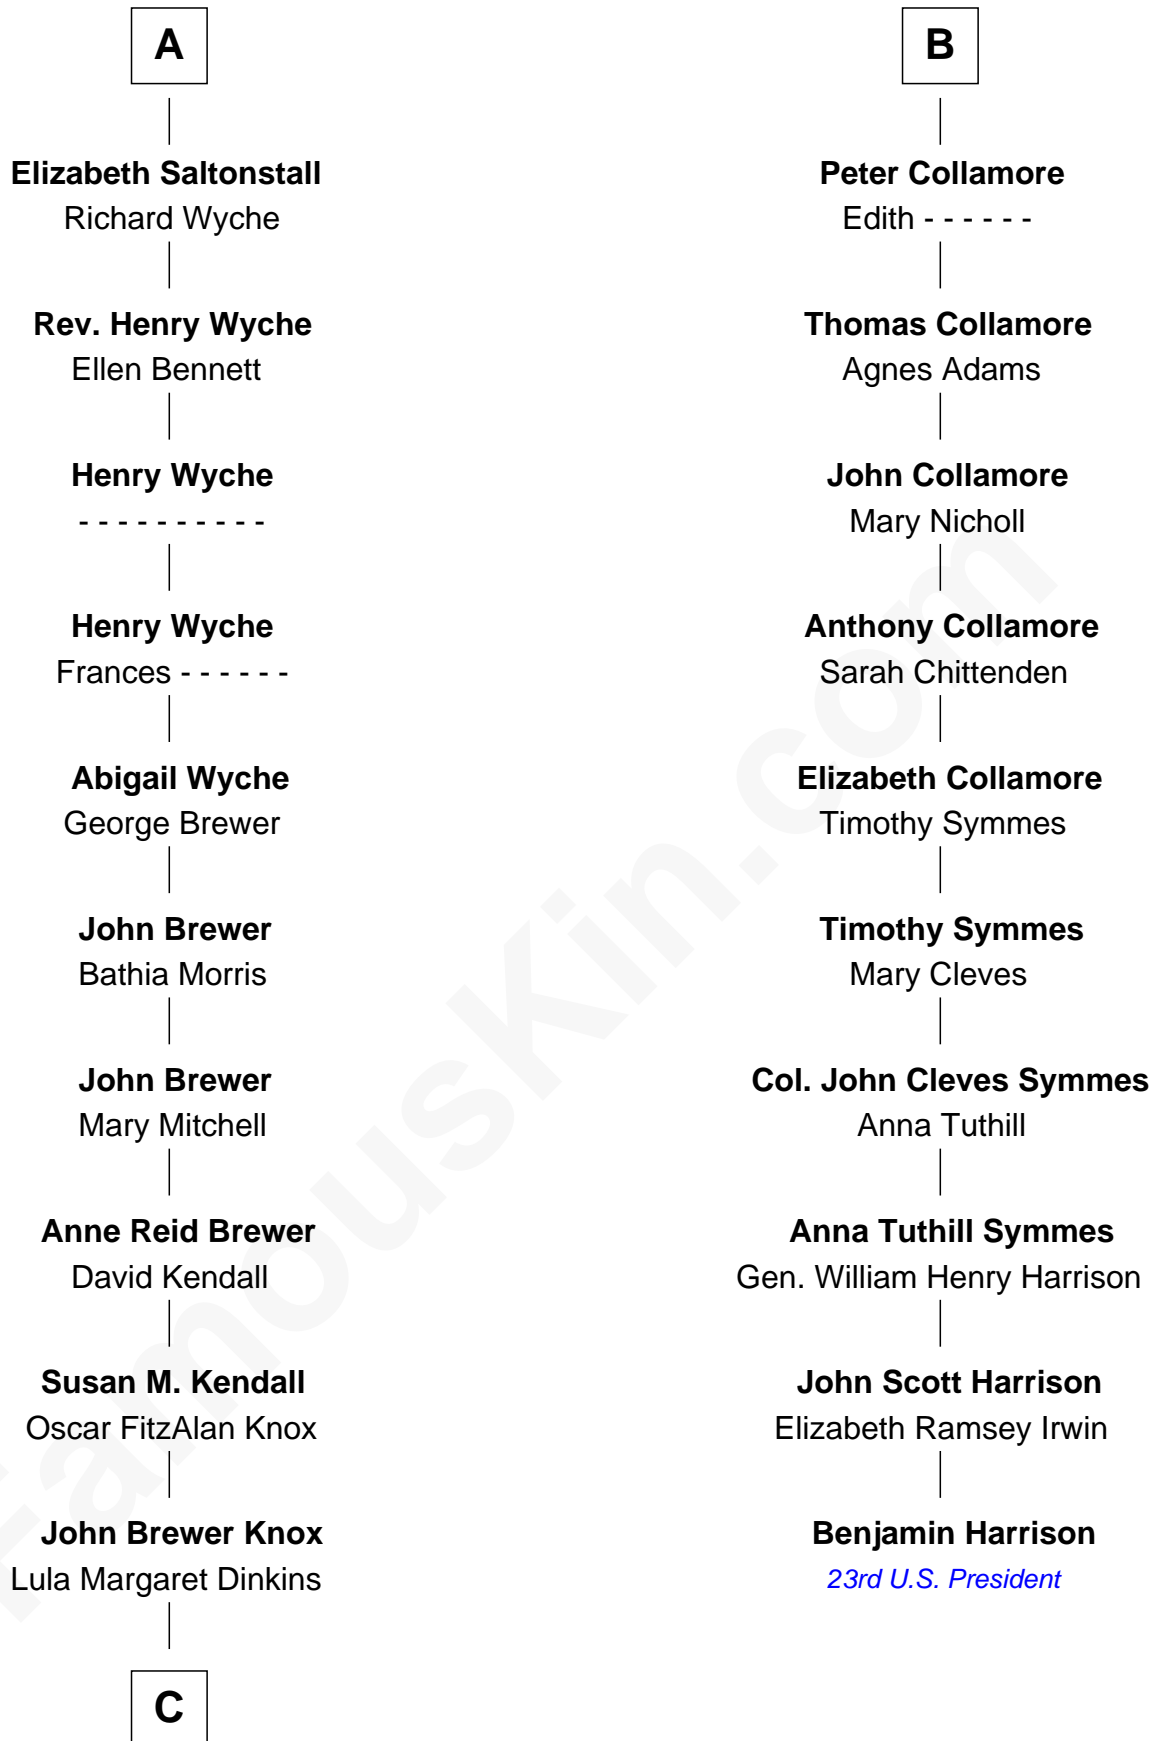 A
Elizabeth Saltonstall
Richard Wyche
Rev. Henry Wyche
Ellen Bennett
Henry Wyche
- - - - - - - - - -
Henry Wyche
Frances - - - - - -
Abigail Wyche
George Brewer
John Brewer
Bathia Morris
John Brewer
Mary Mitchell
Anne Reid Brewer
David Kendall
Susan M. Kendall
Oscar FitzAlan Knox
John Brewer Knox
Lula Margaret Dinkins
C
B
Peter Collamore
Edith - - - - - -
Thomas Collamore
Agnes Adams
John Collamore
Mary Nicholl
Anthony Collamore
Sarah Chittenden
Elizabeth Collamore
Timothy Symmes
Timothy Symmes
Mary Cleves
Col. John Cleves Symmes
Anna Tuthill
Anna Tuthill Symmes
Gen. William Henry Harrison
John Scott Harrison
Elizabeth Ramsey Irwin
Benjamin Harrison
23rd U.S. President
FamousKin.com